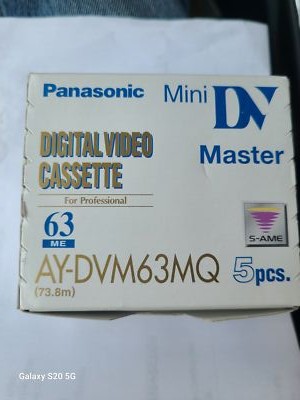 Panasonic
Mini DV
Master
DIGITAL VIDEO
CASSETTE
For Professional
63
ME
S-AME
AY-DVM63MQ 5pcs.
(73.8m)
Galaxy S20 5G